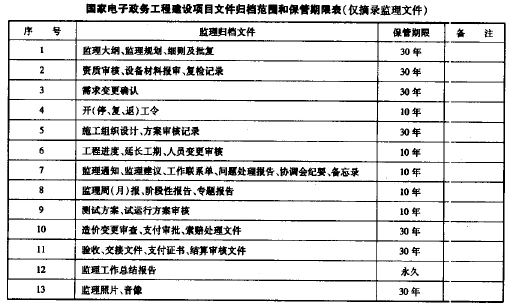 国家电子政务工程建设项目文件归档范围和保管期限表(仅摘录监理文件)
序 号 监理归档文件 保管期限 备 注
1 监理大纲、监理规划、细则及批复 30年
2 资质审核、设备材料报审、复检记录 30年
3 需求变更确认 30年
4 开(停、复、返)工令 10年
5 施工组织设计、方案审核记录 30年
6 工程进度、延长工期、人员变更审核 10年
7 监理通知、监理建议、工作联系单、问题处理报告、协调会纪要、备忘录 10年
8 监理周(月)报、阶段性报告、专题报告 10年
9 测试方案、试运行方案审核 10年
10 造价变更审查、支付审批、索赔处理文件 30年
11 验收、交接文件、支付证书、结算审核文件 30年
12 监理工作总结报告 永久
13 监理照片、音像 30年